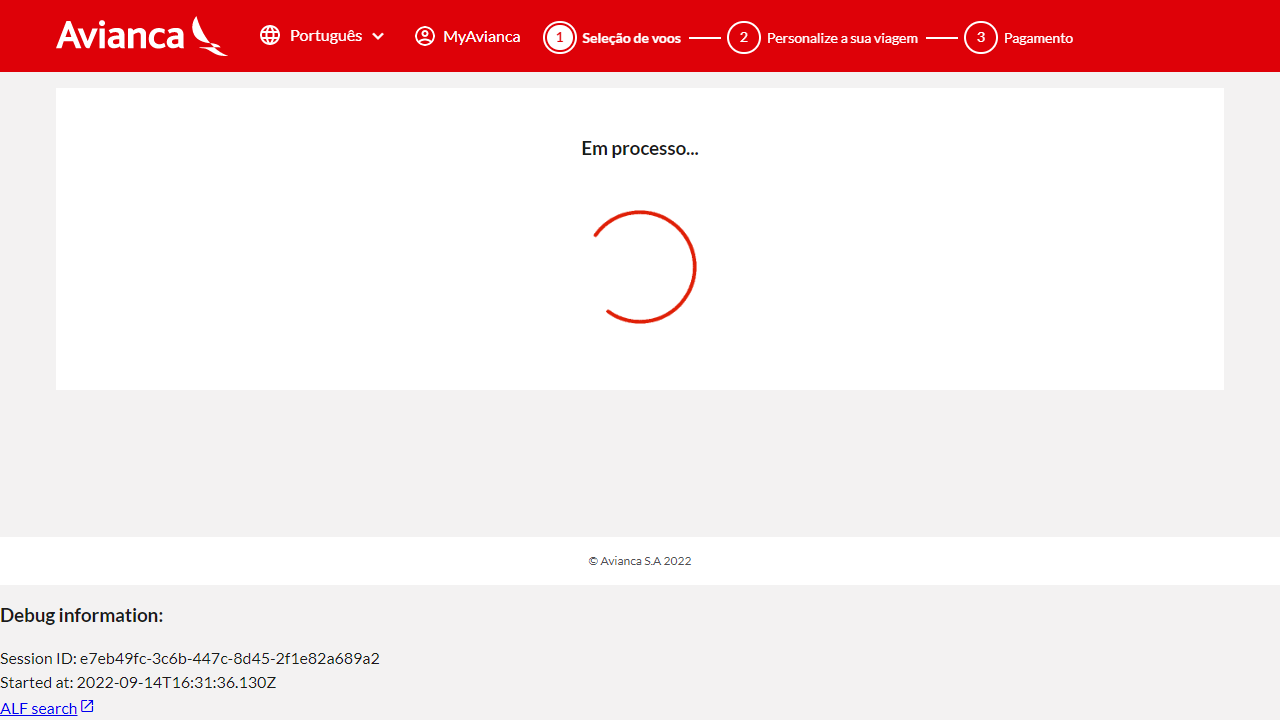 Avianca Português MyAvianca 1 Seleção de voos 2 Personalize a sua viagem 3 Pagamento
Em processo...
© Avianca S.A 2022
Debug information:
Session ID: e7eb49fc-3c6b-447c-8d45-2f1e82a689a2
Started at: 2022-09-14T16:31:36.130Z
ALF search